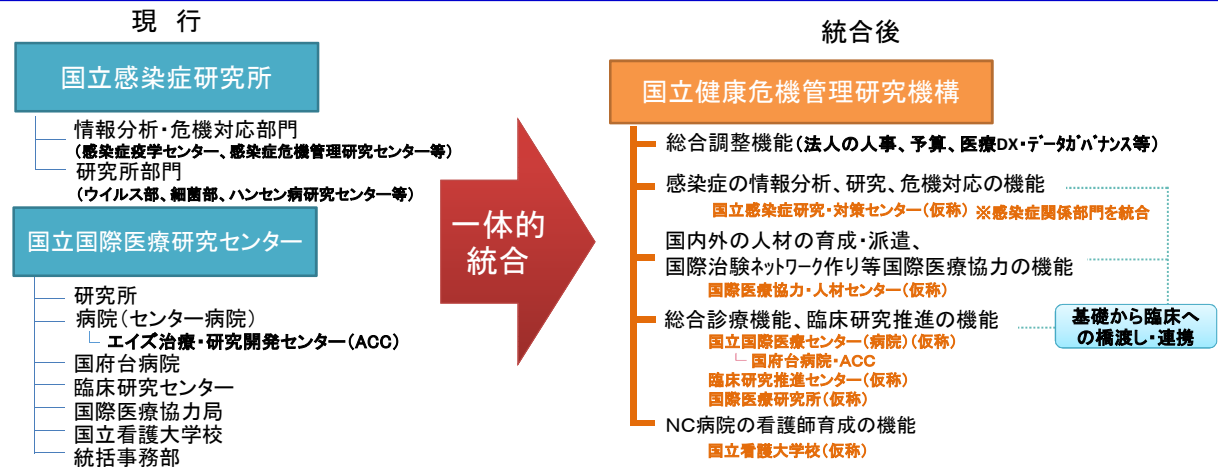 現 行
国立感染症研究所
情報分析・危機対応部門
(感染症疫学センター、感染症危機管理研究センター等)
研究所部門
(ウイルス部、細菌部、ハンセン病研究センター等)
国立国際医療研究センター
研究所
病院(センター病院)
エイズ治療・研究開発センター(ACC)
国府台病院
臨床研究センター
国際医療協力局
国立看護大学校
統括事務部
一体的
統合
統合後
国立健康危機管理研究機構
総合調整機能(法人の人事、予算、医療DX・データガバナンス等)
感染症の情報分析、研究、危機対応の機能
国立感染症研究・対策センター(仮称) ※感染症関係部門を統合
国内外の人材の育成・派遣、
国際治験ネットワーク作り等国際医療協力の機能
国際医療協力・人材センター(仮称)
総合診療機能、臨床研究推進の機能
国立国際医療センター(病院)(仮称)
国府台病院・ACC
臨床研究推進センター(仮称)
国際医療研究所(仮称)
NC病院の看護師育成の機能
国立看護大学校(仮称)
基礎から臨床へ
の橋渡し・連携